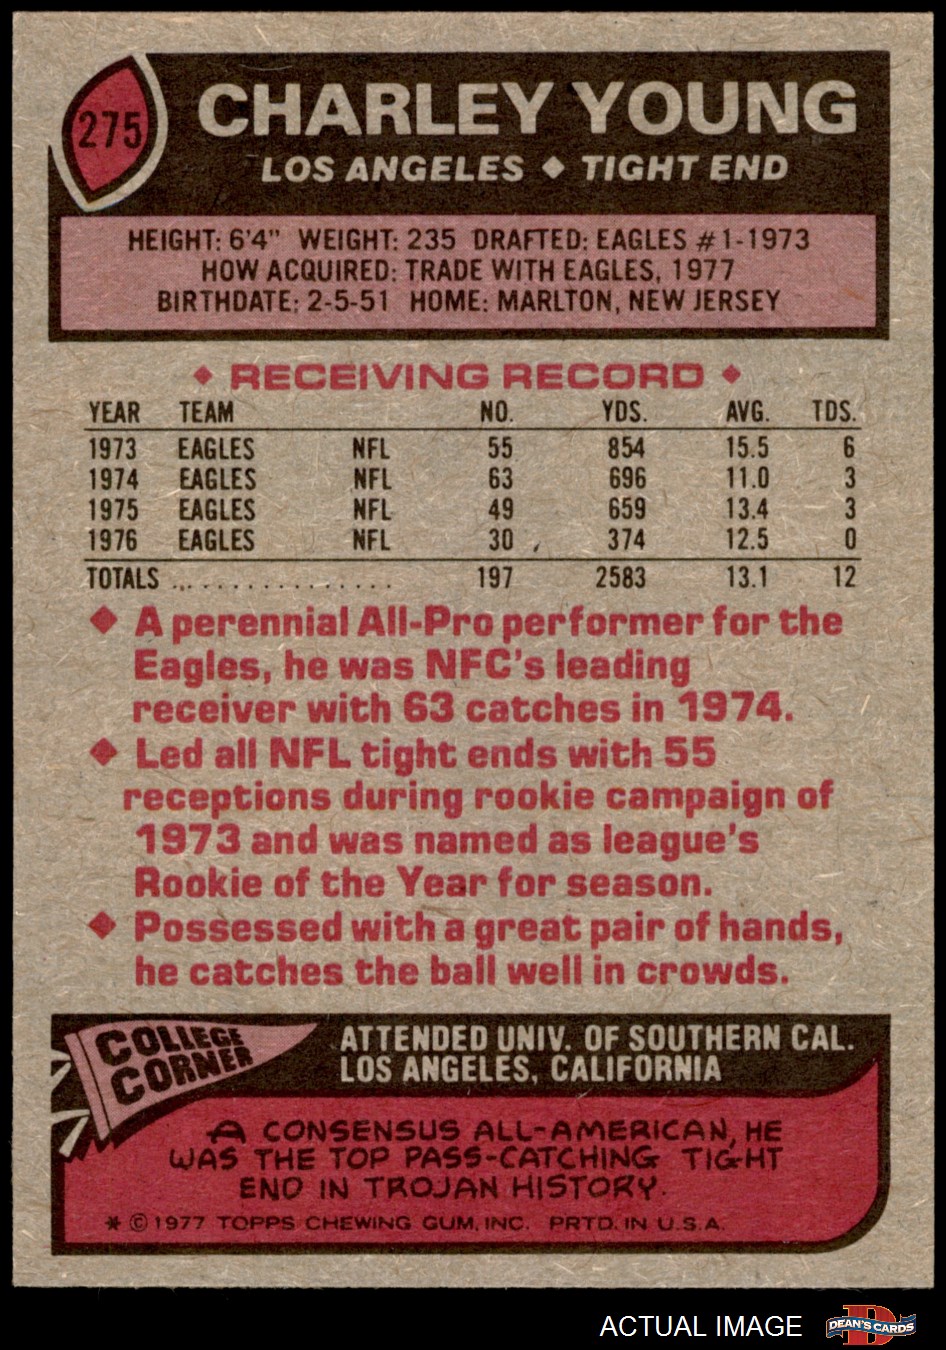 275
CHARLEY YOUNG
LOS ANGELES ◆ TIGHT END
HEIGHT: 6'4" WEIGHT: 235 DRAFTED: EAGLES #1-1973
HOW ACQUIRED: TRADE WITH EAGLES, 1977
BIRTHDATE: 2-5-51 HOME: MARLTON, NEW JERSEY
◆ RECEIVING RECORD ◆
YEAR TEAM NO. YDS. AVG. TDS.
1973 EAGLES NFL 55 854 15.5 6
1974 EAGLES NFL 63 696 11.0 3
1975 EAGLES NFL 49 659 13.4 3
1976 EAGLES NFL 30 374 12.5 0
TOTALS ................ 197 2583 13.1 12
◆ A perennial All-Pro performer for the
Eagles, he was NFC's leading
receiver with 63 catches in 1974.
◆ Led all NFL tight ends with 55
receptions during rookie campaign of
1973 and was named as league's
Rookie of the Year for season.
◆ Possessed with a great pair of hands,
he catches the ball well in crowds.
COLLEGE
CORNER
ATTENDED UNIV. OF SOUTHERN CAL.
LOS ANGELES, CALIFORNIA
A CONSENSUS ALL-AMERICAN, HE
WAS THE TOP PASS-CATCHING TIGHT
END IN TROJAN HISTORY.
* © 1977 TOPPS CHEWING GUM, INC. PRTD. IN U.S.A.
ACTUAL IMAGE
D
DEAN'S CARDS